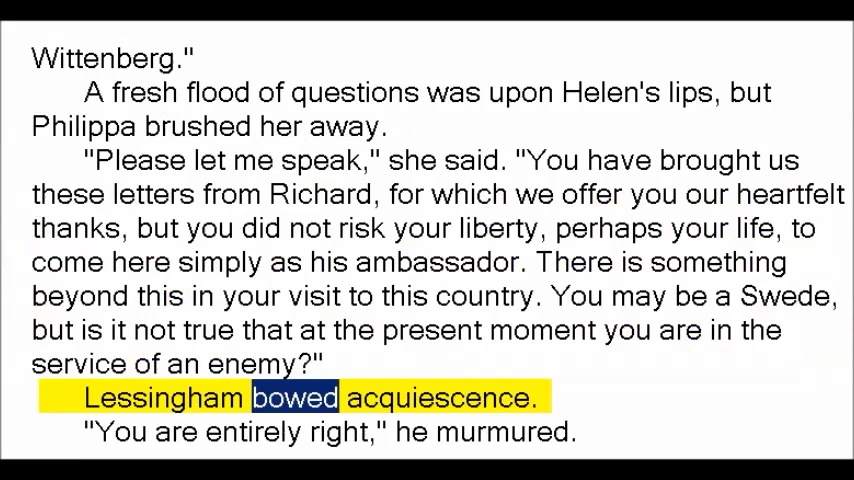 Wittenberg."
A fresh flood of questions was upon Helen's lips, but
Philippa brushed her away.
"Please let me speak," she said. "You have brought us
these letters from Richard, for which we offer you our heartfelt
thanks, but you did not risk your liberty, perhaps your life, to
come here simply as his ambassador. There is something
beyond this in your visit to this country. You may be a Swede,
but is it not true that at the present moment you are in the
service of an enemy?"
Lessingham bowed acquiescence.
"You are entirely right," he murmured.